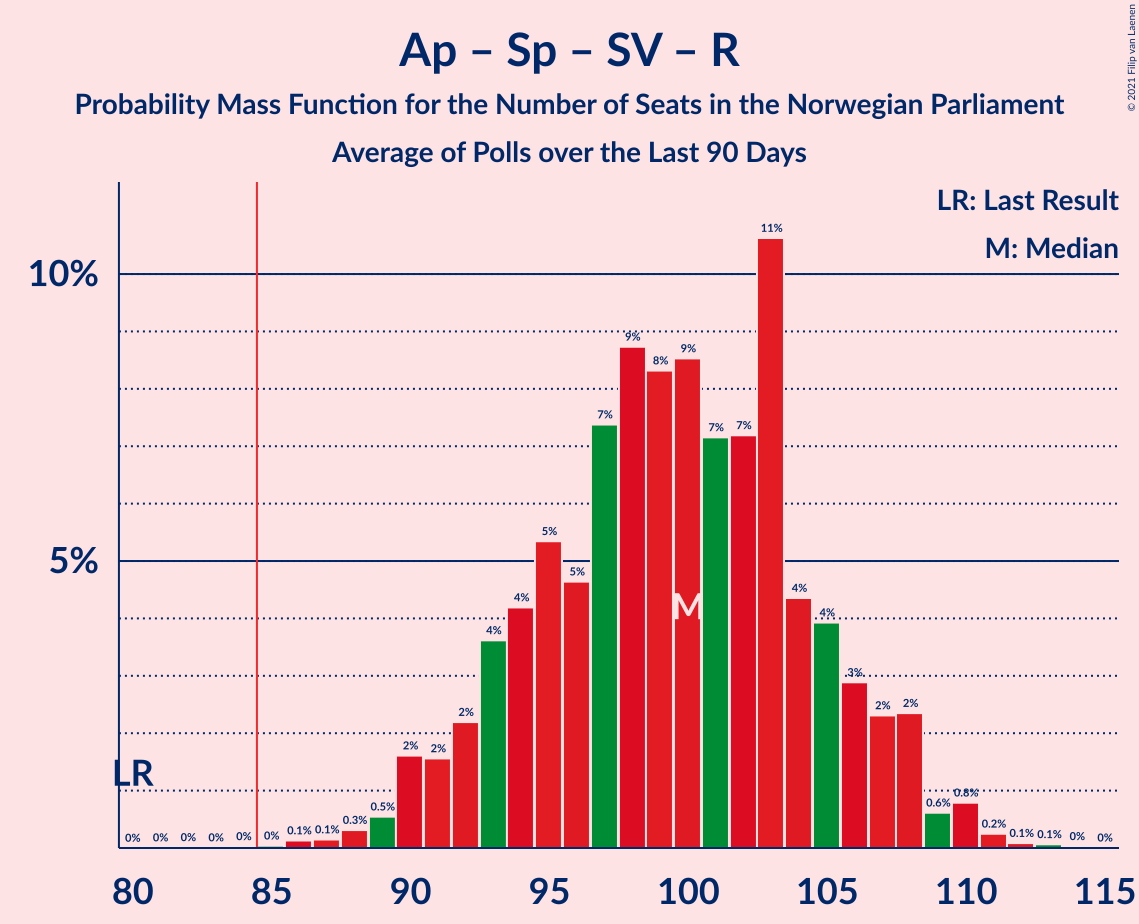 Ap – Sp – SV – R
Probability Mass Function for the Number of Seats in the Norwegian Parliament
Average of Polls over the Last 90 Days
© 2021 Filip van Laenen
LR: Last Result
M: Median
10%
5%
0% 0% 0% 0% 0% 0% 0.1% 0.1% 0.3% 0.5% 2% 2% 2% 4% 4% 5% 5% 7% 9% 8% 9% 7% 7% 11% 4% 4% 3% 2% 2% 0.6% 0.8% 0.2% 0.1% 0.1% 0% 0%
M
LR
80 85 90 95 100 105 110 115